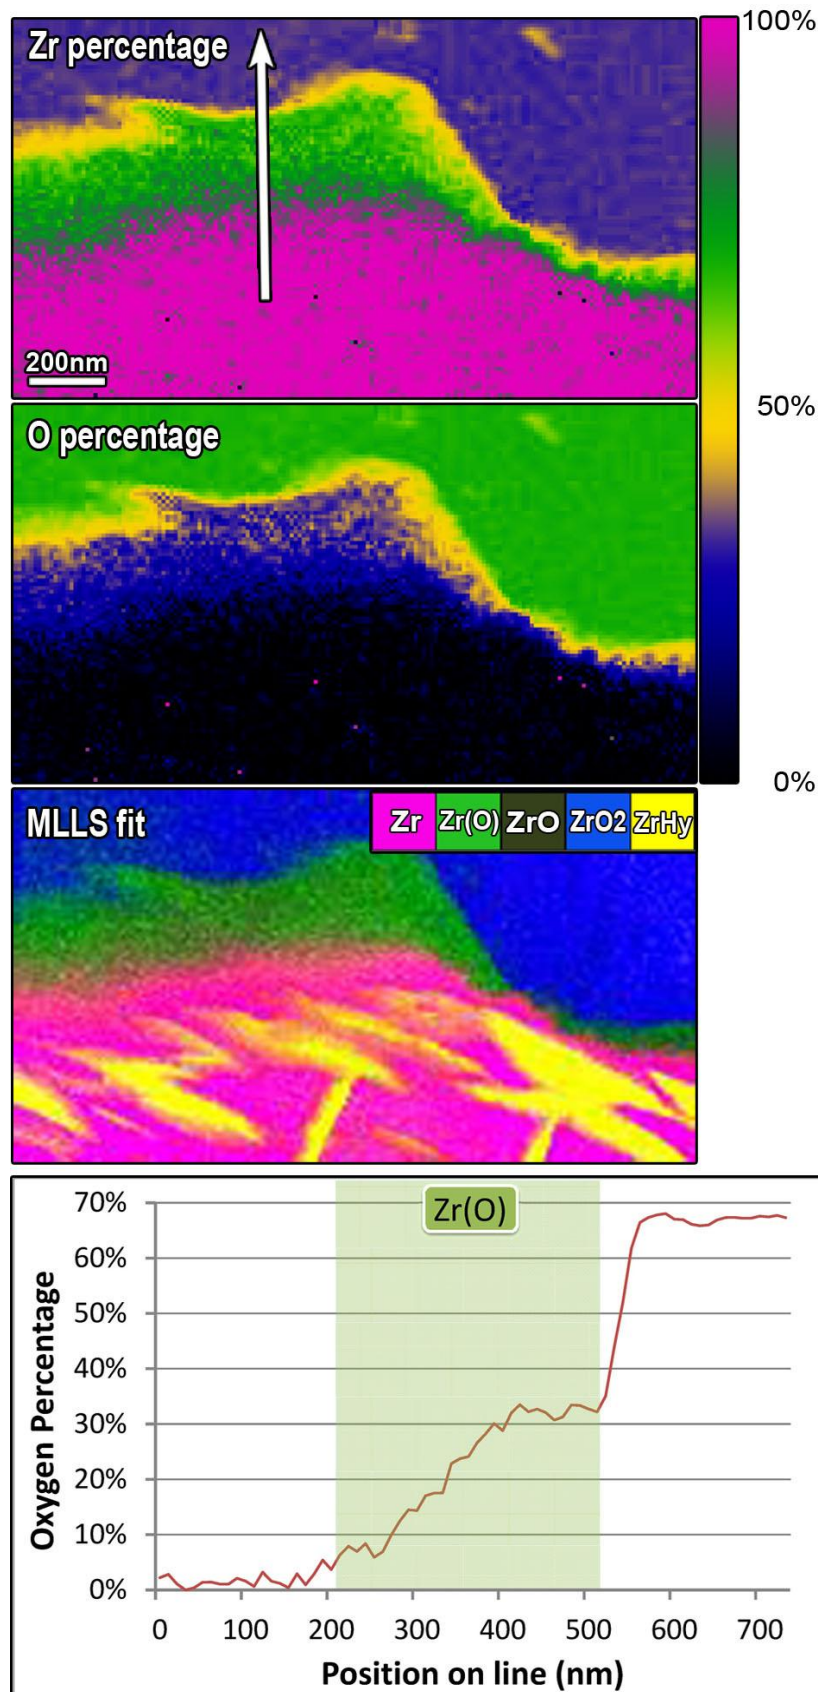 Zr percentage
100%
200nm
50%
O percentage
0%
MLLS fit
Zr Zr(O) ZrO ZrO2 ZrHy
Zr(O)
70%
60%
50%
40%
30%
20%
10%
0%
Oxygen Percentage
0 100 200 300 400 500 600 700
Position on line (nm)